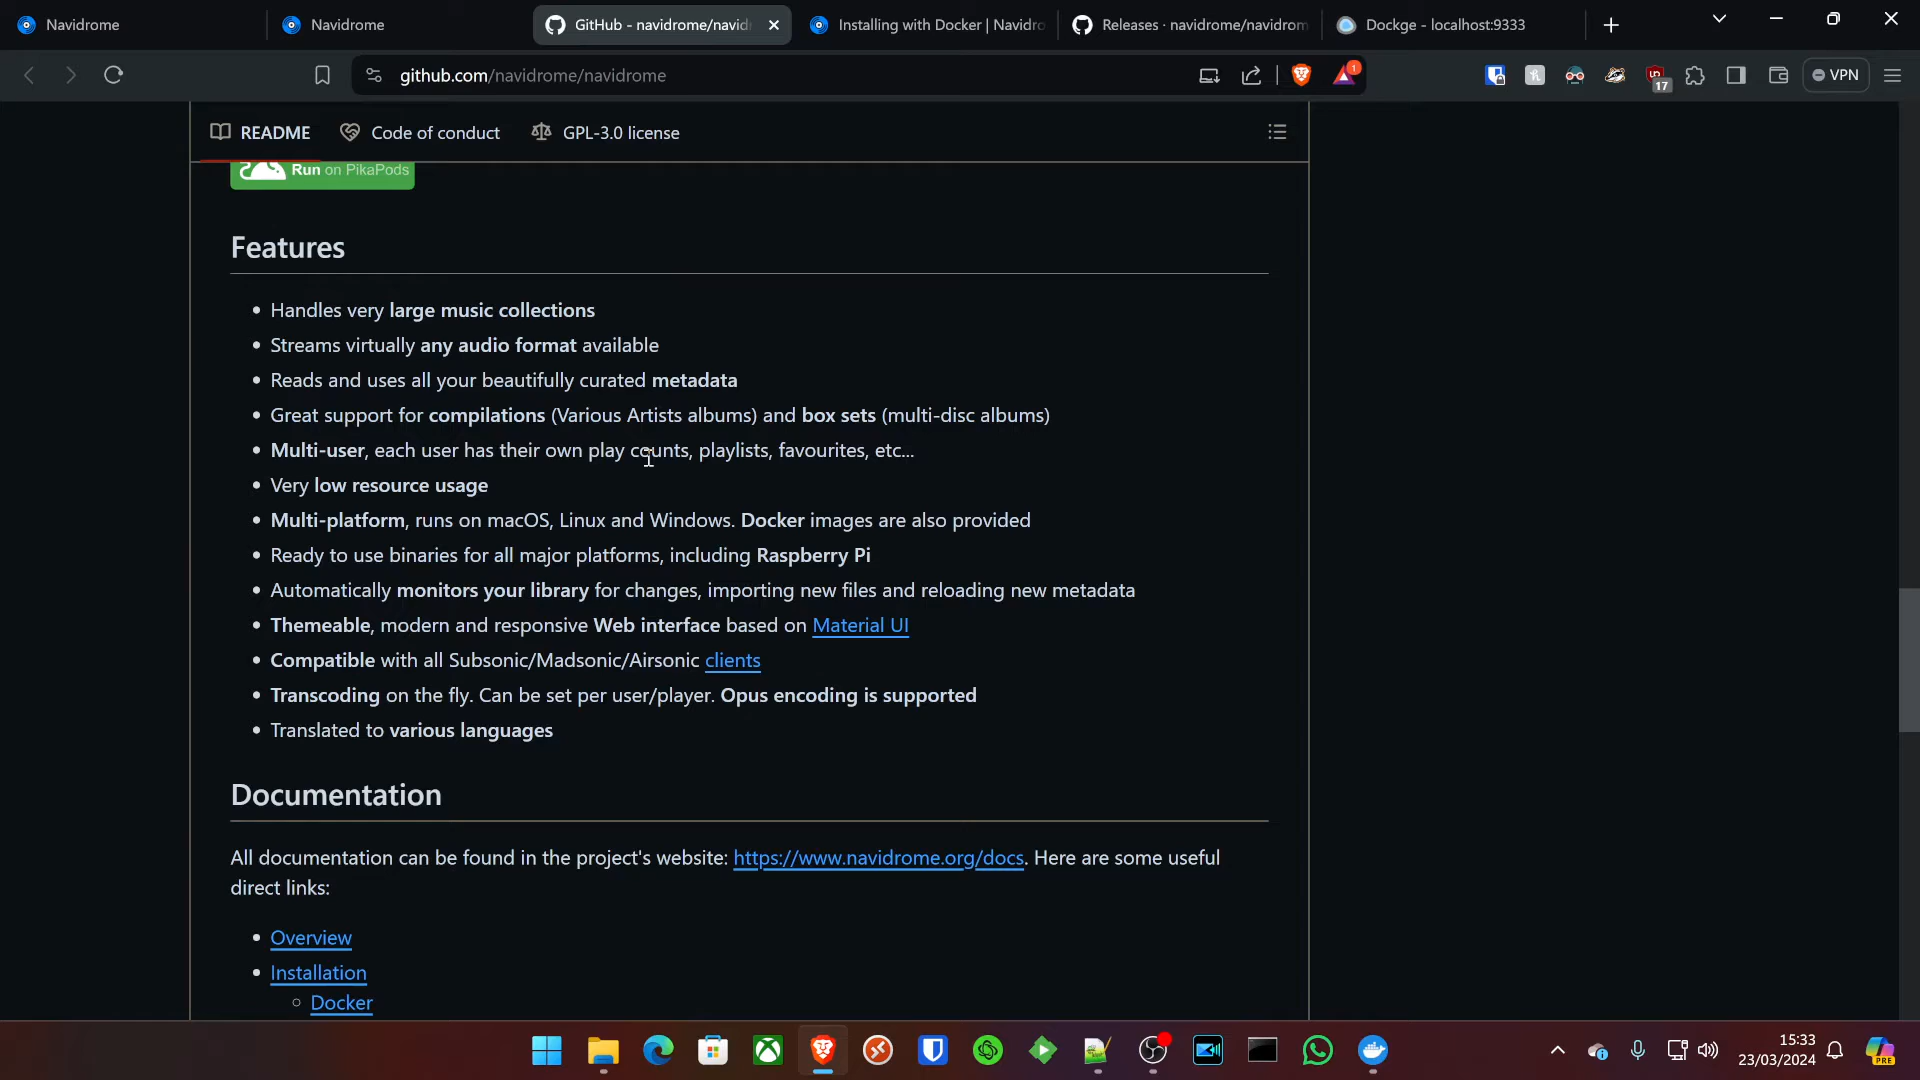 Navidrome
Navidrome
GitHub - navidrome/navid
Installing with Docker | Navidro
Releases · navidrome/navidrom
Dockge - localhost:9333
github.com/navidrome/navidrome
1
17
VPN
README
Code of conduct
GPL-3.0 license
Run on PikaPods
Features
Handles very large music collections
Streams virtually any audio format available
Reads and uses all your beautifully curated metadata
Great support for compilations (Various Artists albums) and box sets (multi-disc albums)
Multi-user, each user has their own play counts, playlists, favourites, etc...
Very low resource usage
Multi-platform, runs on macOS, Linux and Windows. Docker images are also provided
Ready to use binaries for all major platforms, including Raspberry Pi
Automatically monitors your library for changes, importing new files and reloading new metadata
Themeable, modern and responsive Web interface based on Material UI
Compatible with all Subsonic/Madsonic/Airsonic clients
Transcoding on the fly. Can be set per user/player. Opus encoding is supported
Translated to various languages
Documentation
All documentation can be found in the project's website: https://www.navidrome.org/docs. Here are some useful
direct links:
Overview
Installation
Docker
15:33
23/03/2024
PRE